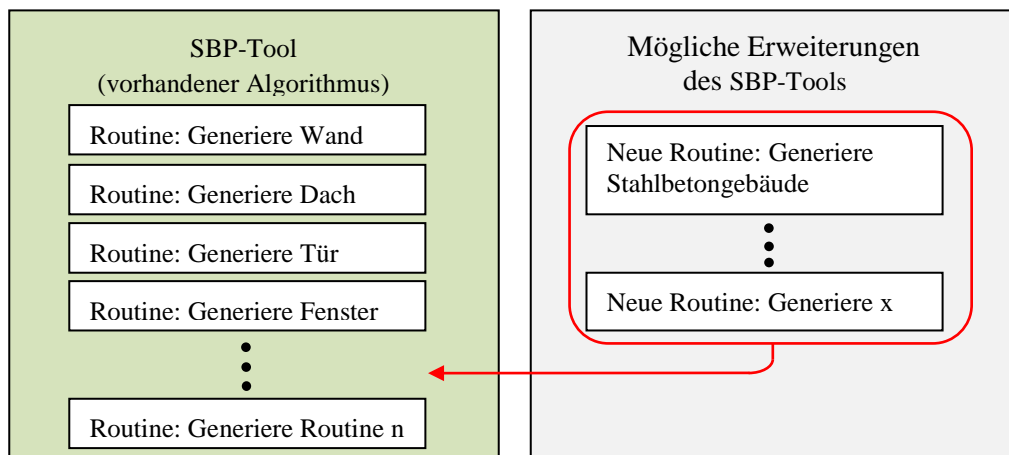 SBP-Tool
(vorhandener Algorithmus)
Routine: Generiere Wand
Routine: Generiere Dach
Routine: Generiere Tür
Routine: Generiere Fenster
Routine: Generiere Routine n
Mögliche Erweiterungen
des SBP-Tools
Neue Routine: Generiere
Stahlbetongebäude
Neue Routine: Generiere x